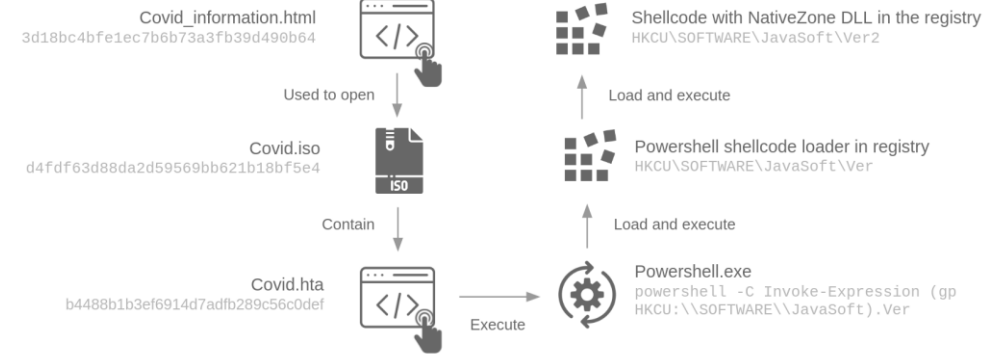 Covid_information.html
3d18bc4bfe1ec7b6b73a3fb39d490b64
Used to open
Covid.iso
d4fdf63d88da2d59569bb621b18bf5e4
ISO
Contain
Covid.hta
b4488b1b3ef6914d7adfb289c56c0def
Execute
Powershell.exe
powershell -C Invoke-Expression (gp
HKCU:\\SOFTWARE\\JavaSoft).Ver
Load and execute
Powershell shellcode loader in registry
HKCU\SOFTWARE\JavaSoft\Ver
Load and execute
Shellcode with NativeZone DLL in the registry
HKCU\SOFTWARE\JavaSoft\Ver2